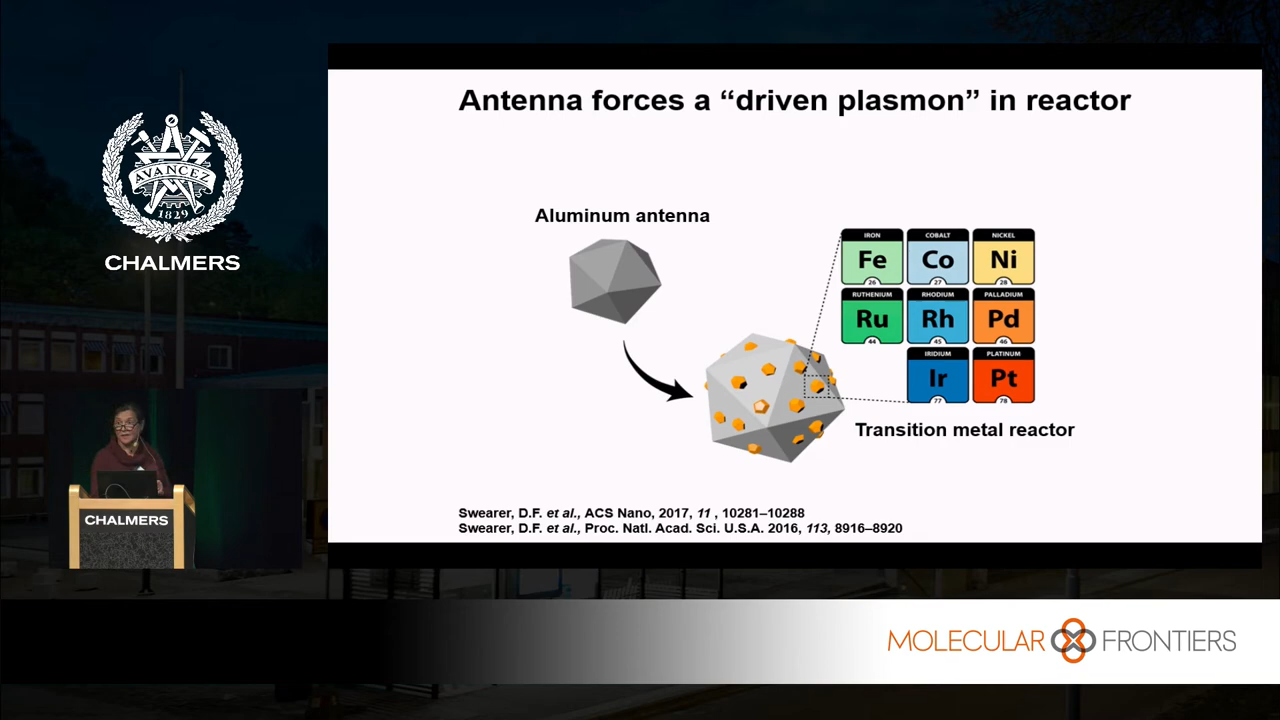 AVANCEZ
1829
CHALMERS
CHALMERS
Antenna forces a “driven plasmon” in reactor
Aluminum antenna
IRON COBALT NICKEL
Fe Co Ni
26 27 28
RUTHENIUM RHODIUM PALLADIUM
Ru Rh Pd
44 45 46
IRIDIUM PLATINUM
Ir Pt
77 78
Transition metal reactor
Swearer, D.F. et al., ACS Nano, 2017, 11 , 10281–10288
Swearer, D.F. et al., Proc. Natl. Acad. Sci. U.S.A. 2016, 113, 8916–8920
MOLECULAR FRONTIERS